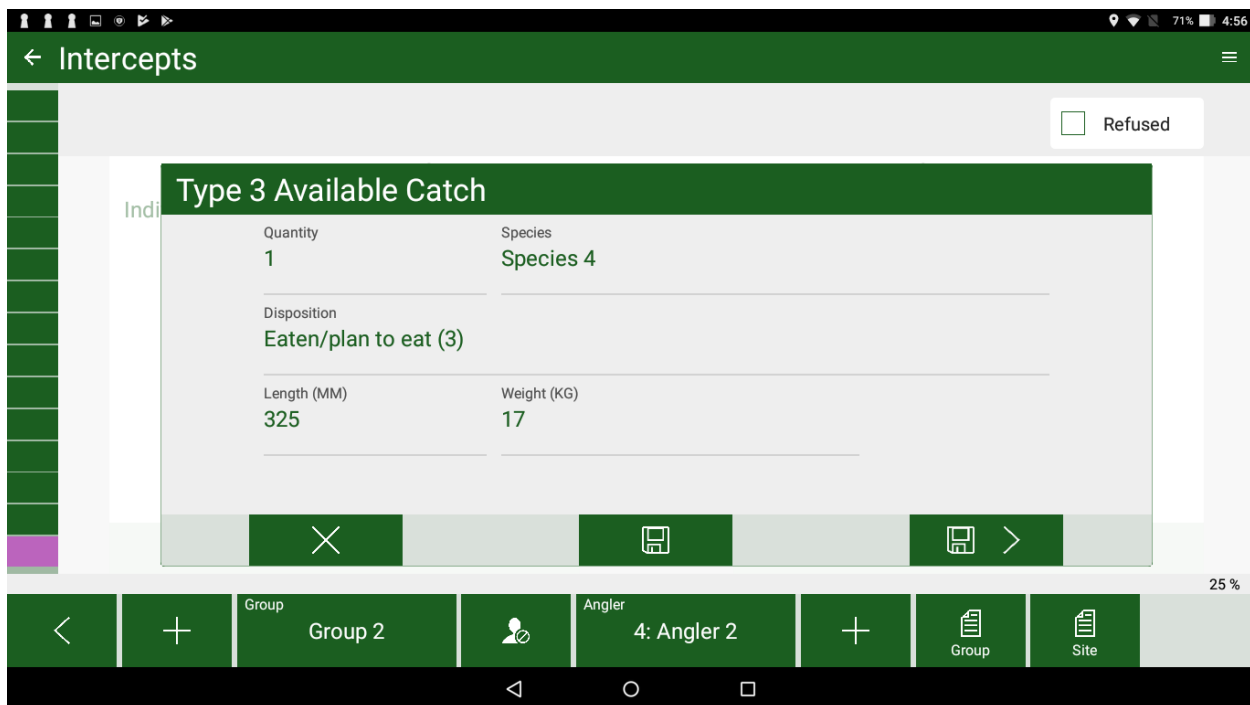 71% 4:56
Intercepts
Refused
Indi
Type 3 Available Catch
Quantity Species
1 Species 4
Disposition
Eaten/plan to eat (3)
Length (MM) Weight (KG)
325 17
25 %
Group Angler
Group 2 4: Angler 2
Group Site